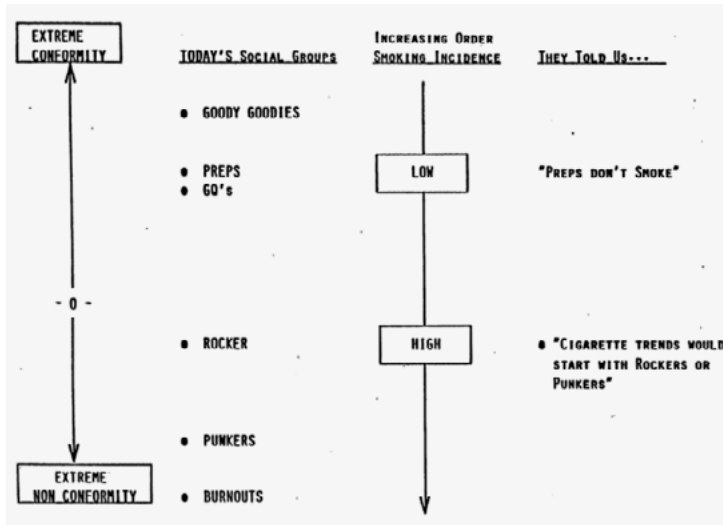 EXTREME
CONFORMITY
TODAY'S SOCIAL GROUPS
INCREASING ORDER
SMOKING INCIDENCE
THEY TOLD US...
• GOODY GOODIES
• PREPS
• GQ's
LOW
"PREPS DON'T SMOKE"
- 0 -
• ROCKER
HIGH
• "CIGARETTE TRENDS WOULD
START WITH ROCKERS OR
PUNKERS"
• PUNKERS
EXTREME
NON CONFORMITY
• BURNOUTS